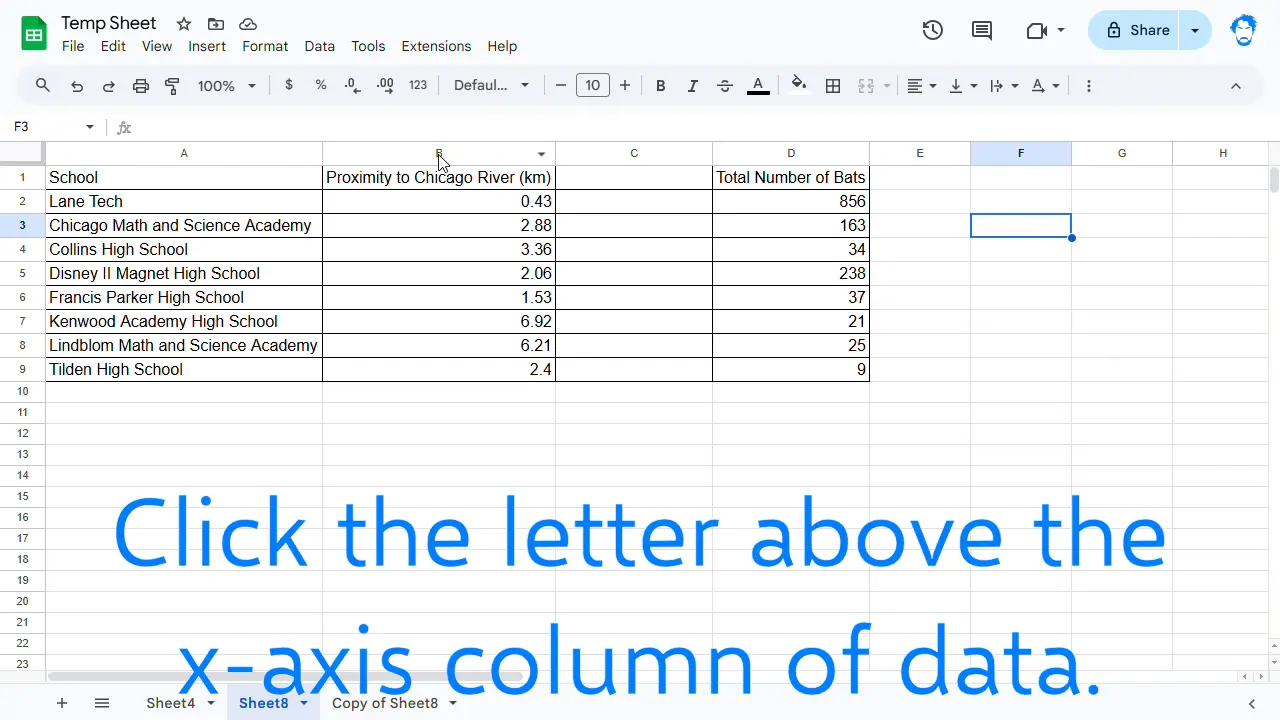 Temp Sheet
File Edit View Insert Format Data Tools Extensions Help
Share
100% $ % .0 .00 123 Defaul... 10 B I A A
F3 fx
A B C D E F G H
1 School Proximity to Chicago River (km) Total Number of Bats
2 Lane Tech 0.43 856
3 Chicago Math and Science Academy 2.88 163
4 Collins High School 3.36 34
5 Disney II Magnet High School 2.06 238
6 Francis Parker High School 1.53 37
7 Kenwood Academy High School 6.92 21
8 Lindblom Math and Science Academy 6.21 25
9 Tilden High School 2.4 9
10
11
12
13
14
15
16
17
18
19
20
21
22
23
Click the letter above the
x-axis column of data.
Sheet4 Sheet8 Copy of Sheet8